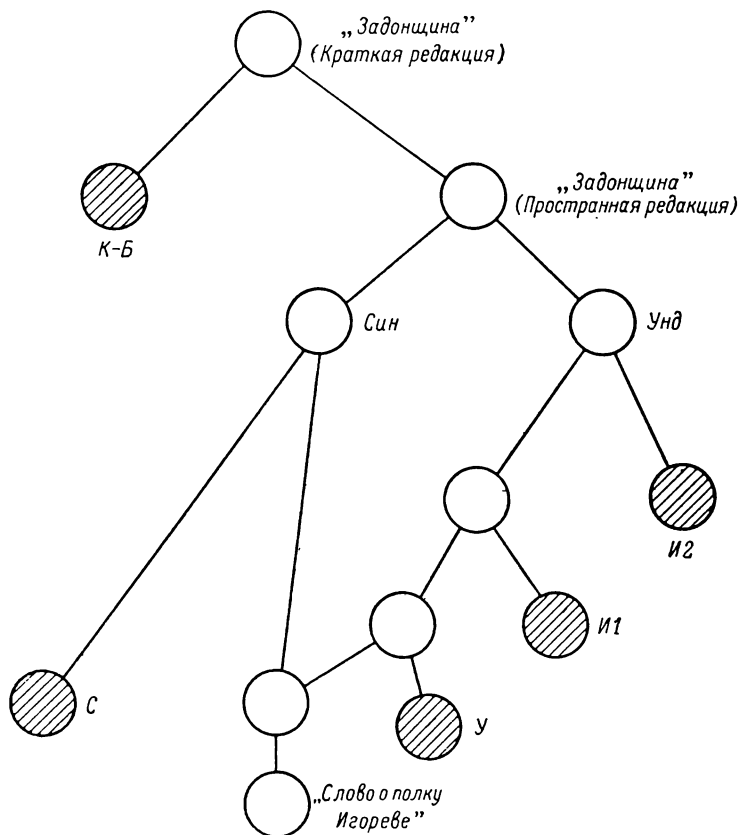 „Задонщина”
(Краткая редакция)
„Задонщина”
(Пространная редакция)
К-Б
Син
Унд
И2
И1
С
У
„Слово о полку
Игореве”